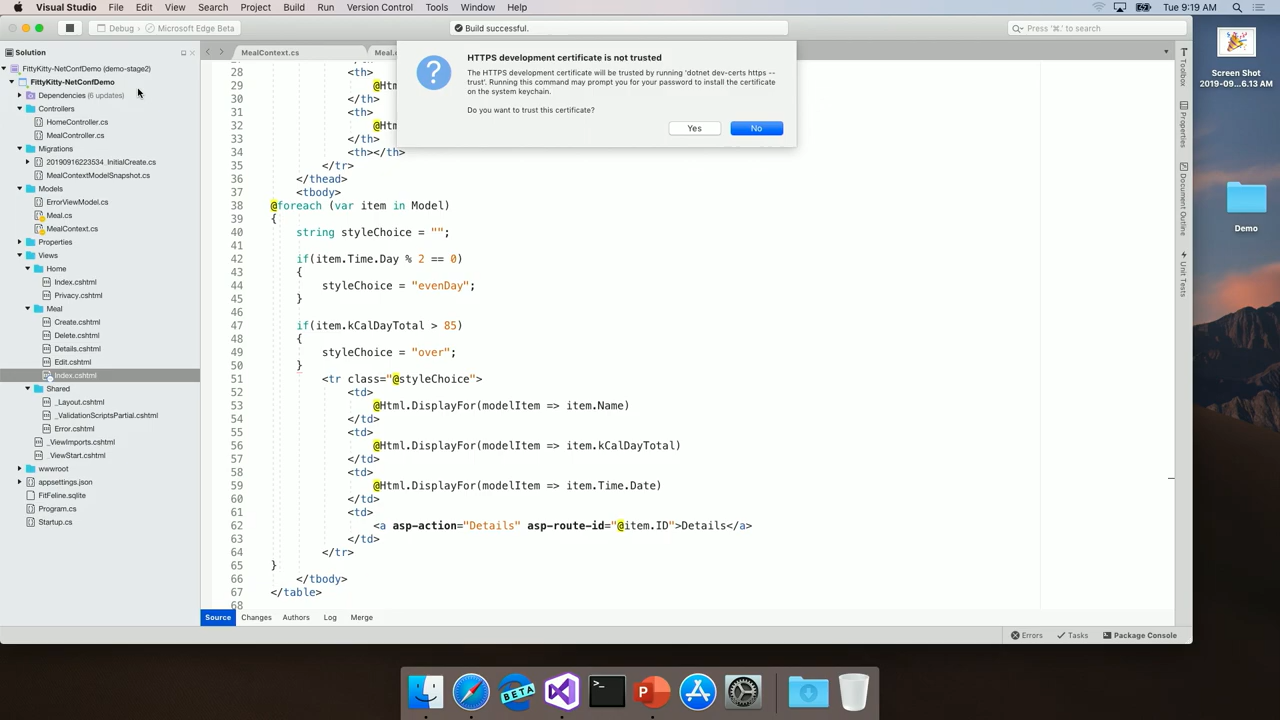 Visual Studio File Edit View Search Project Build Run Version Control Tools Window Help Tue 9:19 AM
Debug Microsoft Edge Beta Build successful. Press '⌘.' to search
Solution
FittyKitty-NetConfDemo (demo-stage2)
FittyKitty-NetConfDemo
Dependencies (6 updates)
Controllers
HomeController.cs
MealController.cs
Migrations
20190916223534_InitialCreate.cs
MealContextModelSnapshot.cs
Models
ErrorViewModel.cs
Meal.cs
MealContext.cs
Properties
Views
Home
Index.cshtml
Privacy.cshtml
Meal
Create.cshtml
Delete.cshtml
Details.cshtml
Edit.cshtml
Index.cshtml
Shared
_Layout.cshtml
_ValidationScriptsPartial.cshtml
Error.cshtml
_ViewImports.cshtml
_ViewStart.cshtml
wwwroot
appsettings.json
FitFeline.sqlite
Program.cs
Startup.cs
MealContext.cs
HTTPS development certificate is not trusted
The HTTPS development certificate will be trusted by running 'dotnet dev-certs https --
trust'. Running this command may prompt you for your password to install the certificate
on the system keychain.
Do you want to trust this certificate?
Yes No
28 <th>
29 @Htm
30 </th>
31 <th>
32 @Htm
33 </th>
34 <th></th>
35 </tr>
36 </thead>
37 <tbody>
38 @foreach (var item in Model)
39 {
40 string styleChoice = "";
41
42 if(item.Time.Day % 2 == 0)
43 {
44 styleChoice = "evenDay";
45 }
46
47 if(item.kCalDayTotal > 85)
48 {
49 styleChoice = "over";
50 }
51 <tr class="@styleChoice">
52 <td>
53 @Html.DisplayFor(modelItem => item.Name)
54 </td>
55 <td>
56 @Html.DisplayFor(modelItem => item.kCalDayTotal)
57 </td>
58 <td>
59 @Html.DisplayFor(modelItem => item.Time.Date)
60 </td>
61 <td>
62 <a asp-action="Details" asp-route-id="@item.ID">Details</a>
63 </td>
64 </tr>
65 }
66 </tbody>
67 </table>
68
Source Changes Authors Log Merge
Errors Tasks Package Console
Toolbox
Properties
Document Outline
Unit Tests
Screen Shot
2019-09...6.13 AM
Demo
BETA